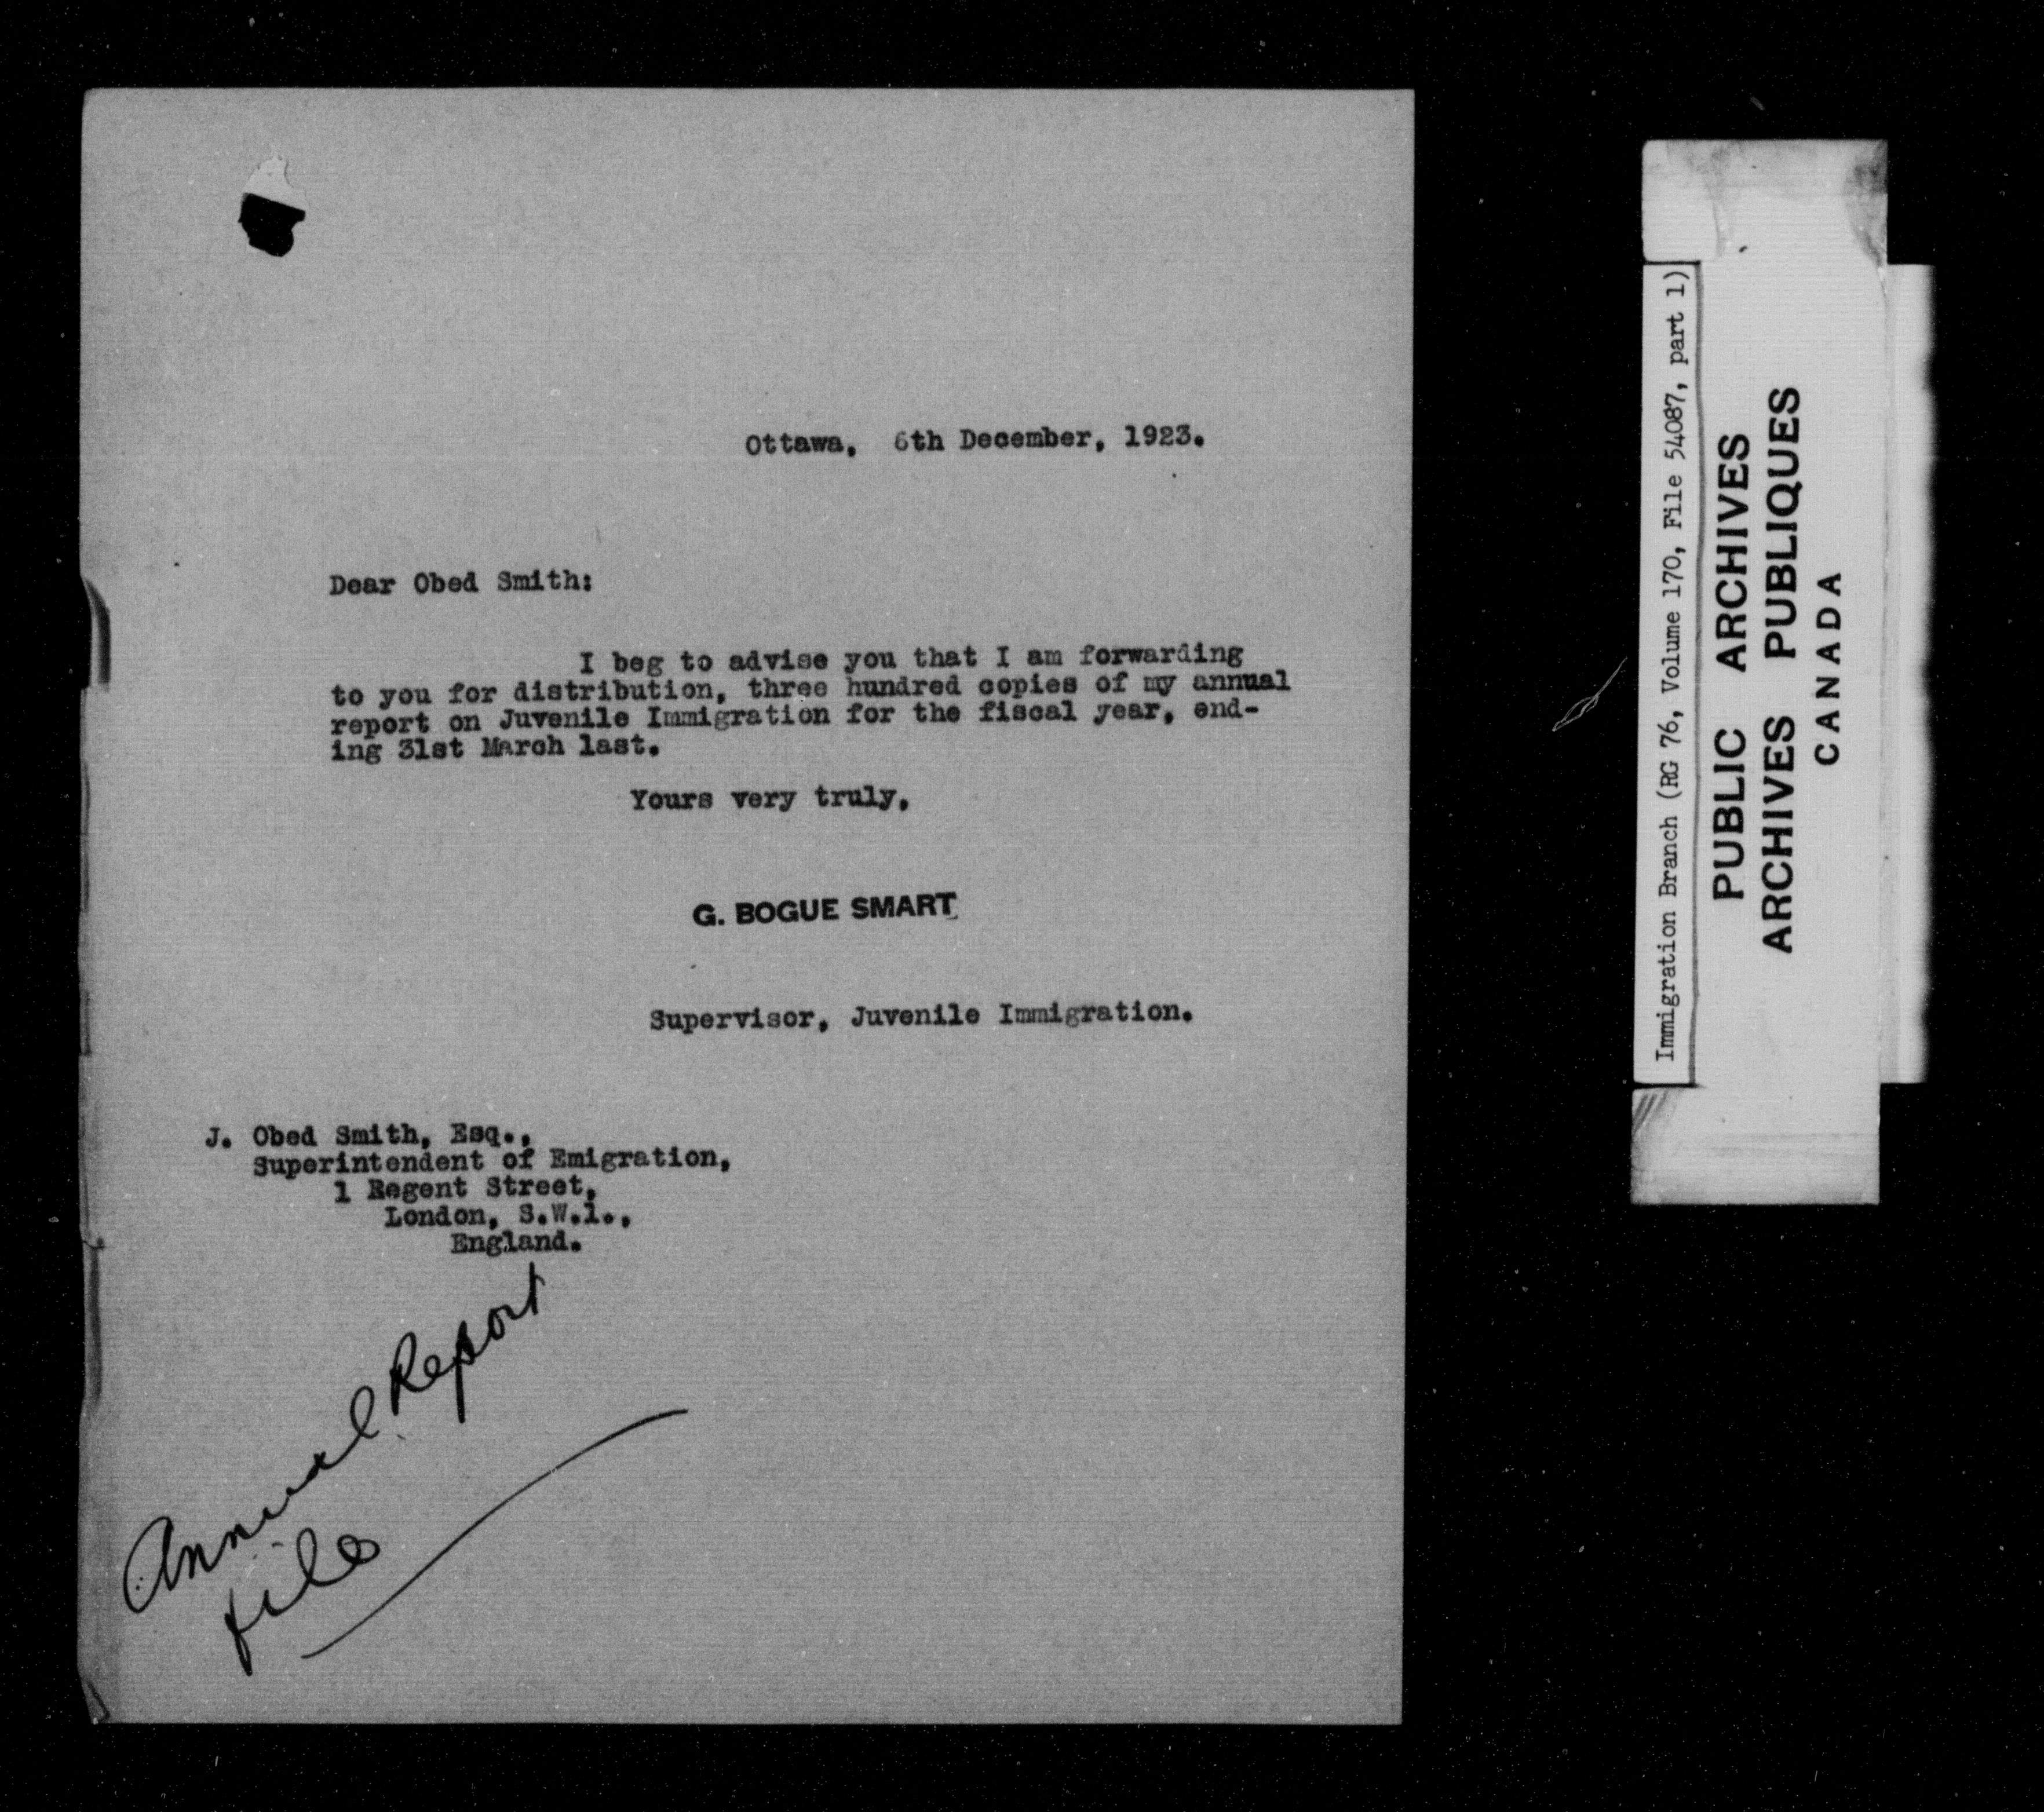 Ottawa, 6th December, 1923.
Dear Obed Smith:
I beg to advise you that I am forwarding
to you for distribution, three hundred copies of my annual
report on Juvenile Immigration for the fiscal year, end-
ing 31st March last.
Yours very truly,
G. BOGUE SMART
Supervisor, Juvenile Immigration.
J. Obed Smith, Esq.,
Superintendent of Emigration,
1 Regent Street,
London, S.W.1.,
England.
Annual Report
file
Immigration Branch (RG 76, Volume 170, File 54087, part 1)
PUBLIC ARCHIVES
ARCHIVES PUBLIQUES
CANADA